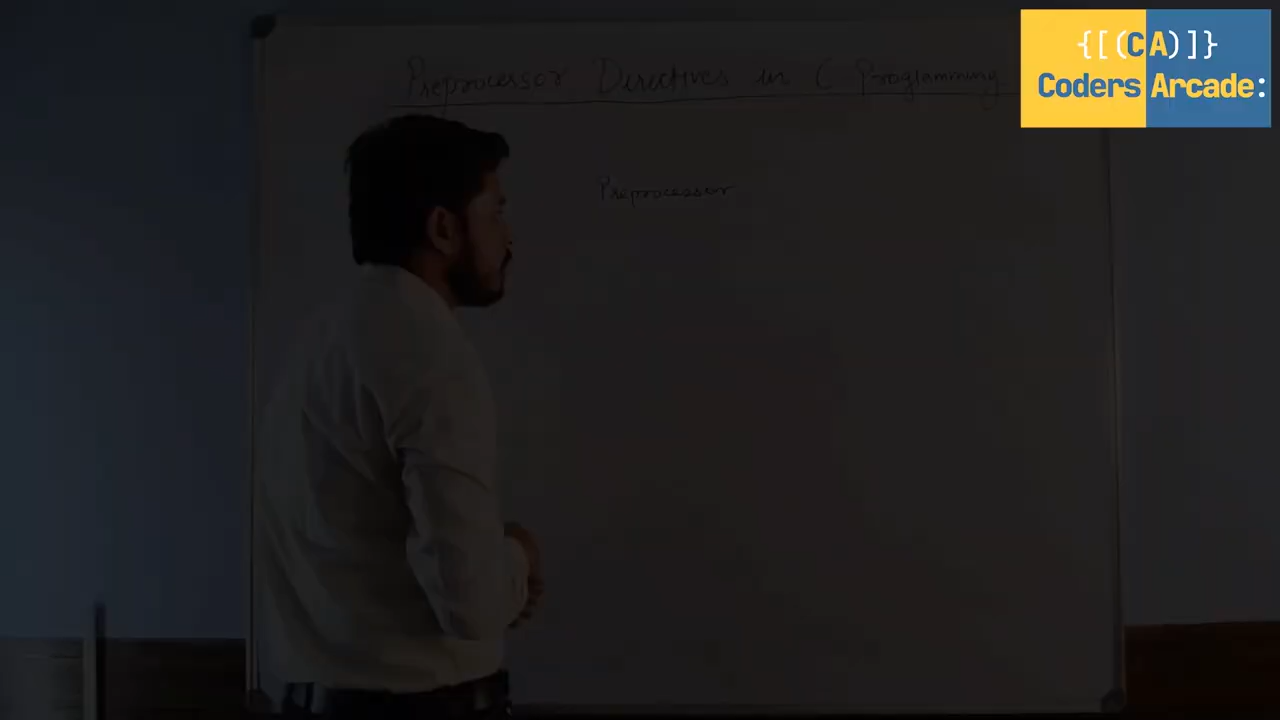 {[(CA)]}
Coders Arcade:
Preprocessor Directives in C Programming
Preprocessor